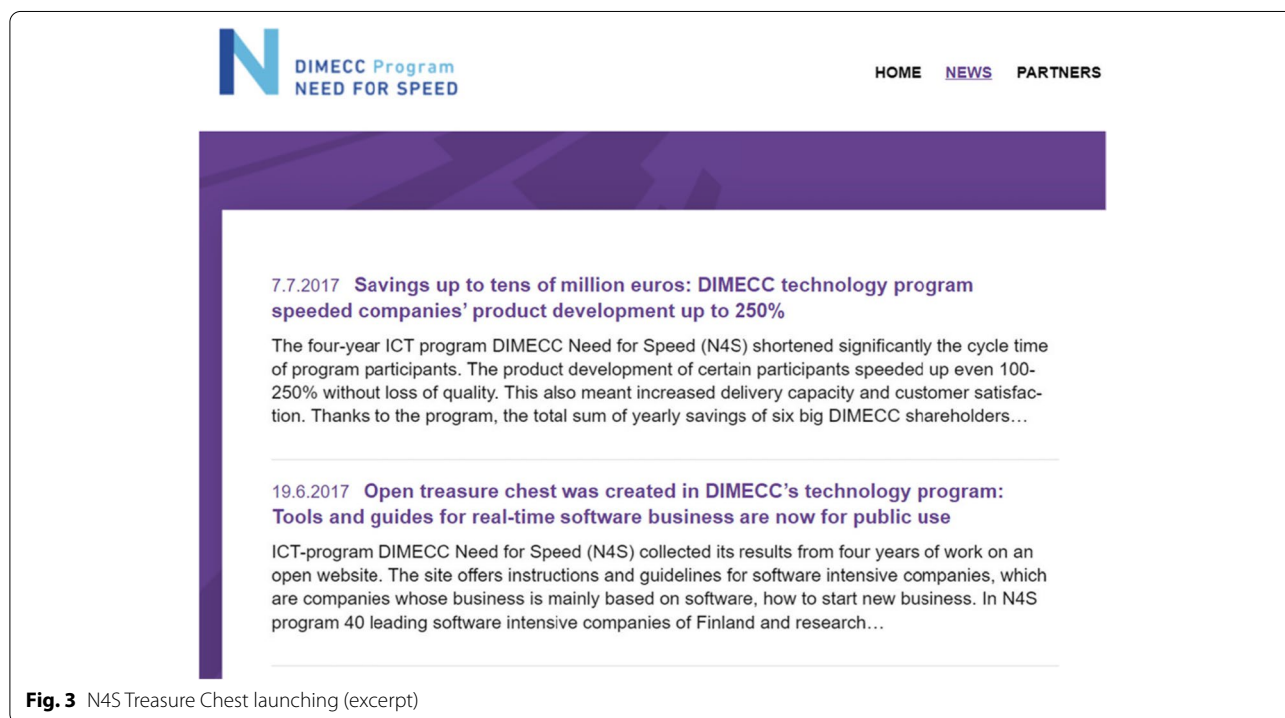 N
DIMECC Program
NEED FOR SPEED
HOME NEWS PARTNERS
7.7.2017 Savings up to tens of million euros: DIMECC technology program
speeded companies’ product development up to 250%
The four-year ICT program DIMECC Need for Speed (N4S) shortened significantly the cycle time
of program participants. The product development of certain participants speeded up even 100-
250% without loss of quality. This also meant increased delivery capacity and customer satisfac-
tion. Thanks to the program, the total sum of yearly savings of six big DIMECC shareholders…
19.6.2017 Open treasure chest was created in DIMECC’s technology program:
Tools and guides for real-time software business are now for public use
ICT-program DIMECC Need for Speed (N4S) collected its results from four years of work on an
open website. The site offers instructions and guidelines for software intensive companies, which
are companies whose business is mainly based on software, how to start new business. In N4S
program 40 leading software intensive companies of Finland and research…
Fig. 3 N4S Treasure Chest launching (excerpt)